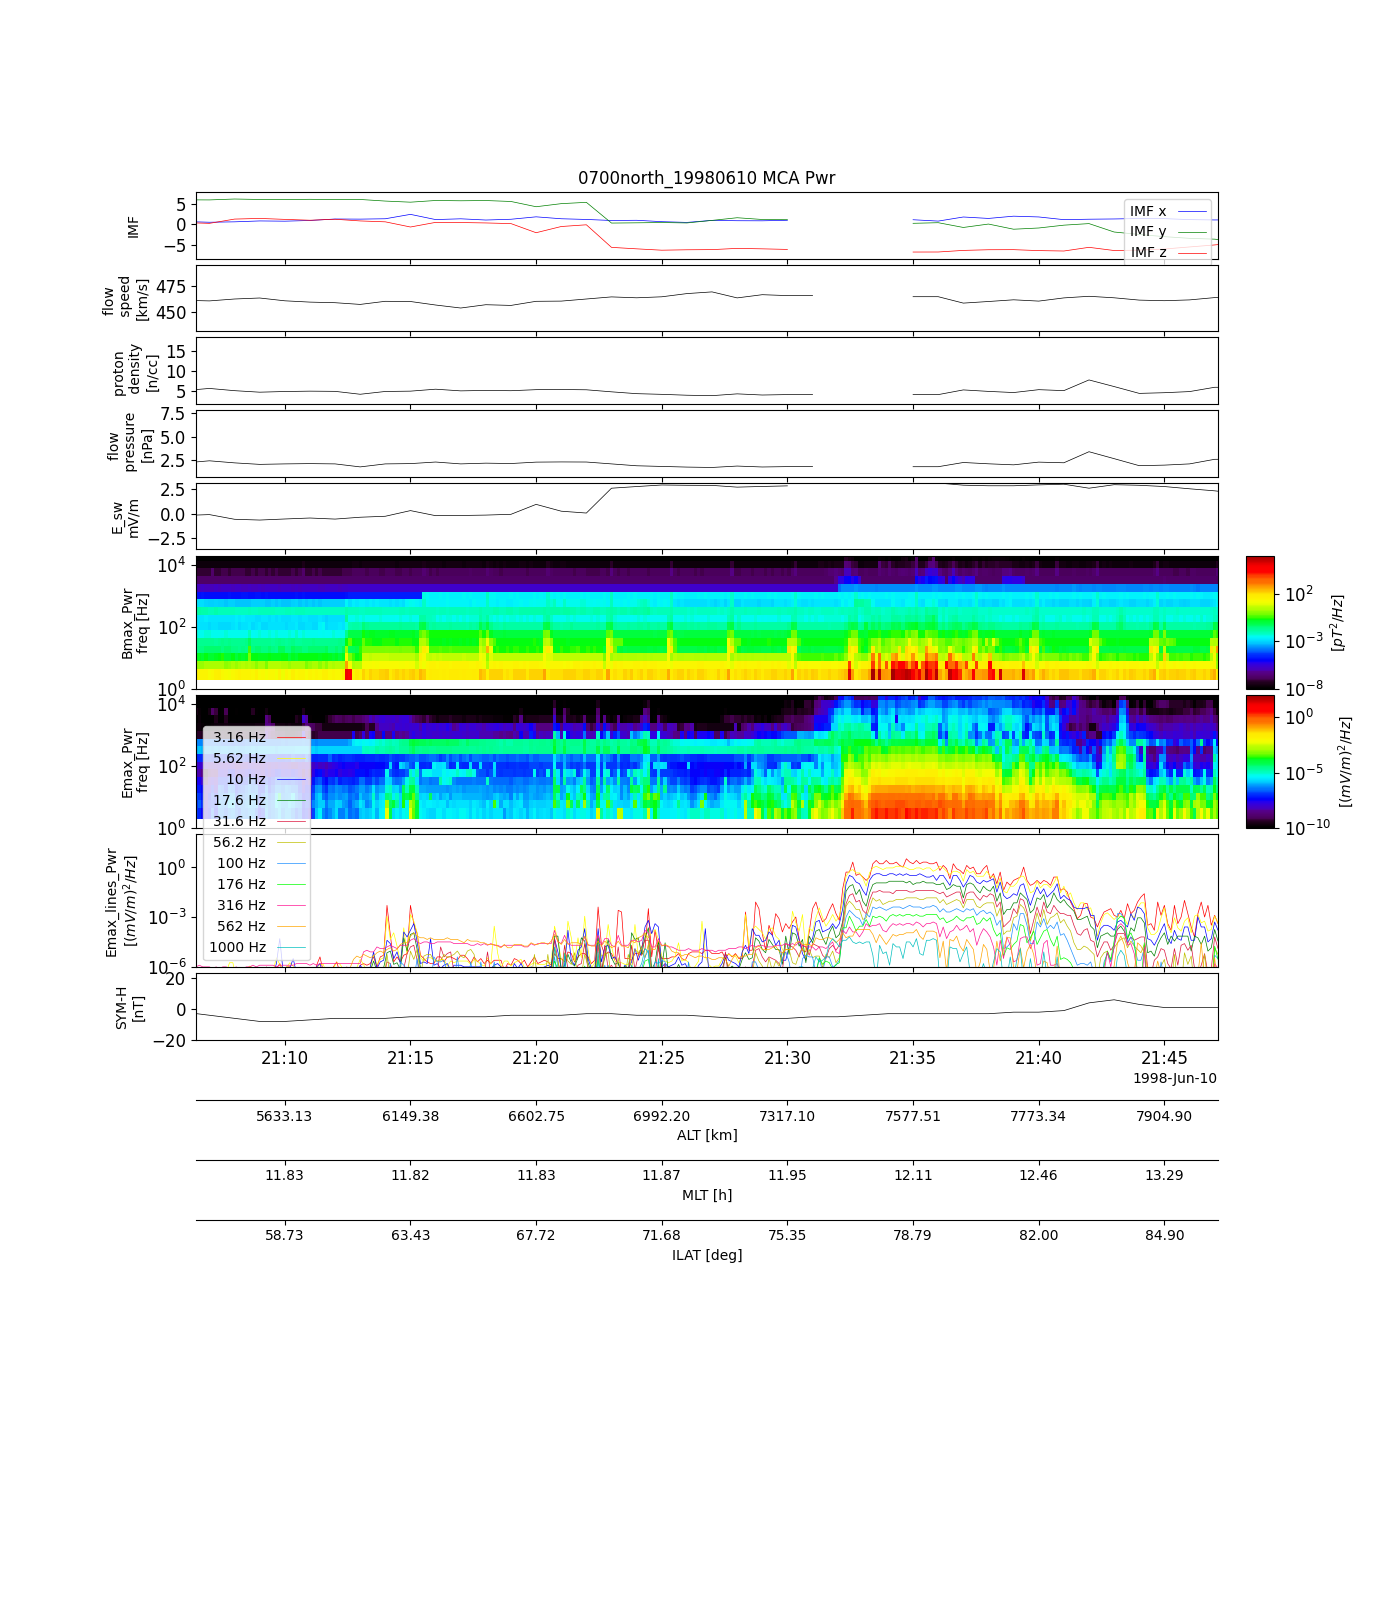 0700north_19980610 MCA Pwr
IMF
5
0
−5
IMF x
IMF y
IMF z
flow
speed
[km/s]
475
450
proton
density
[n/cc]
15
10
5
flow
pressure
[nPa]
7.5
5.0
2.5
E_sw
mV/m
2.5
0.0
−2.5
Bmax_Pwr
freq [Hz]
10^4
10^2
10^0
10^2
10^-3
10^-8
[pT^2/Hz]
Emax_Pwr
freq [Hz]
10^4
10^2
10^0
10^0
10^-5
10^-10
[(mV/m)^2/Hz]
3.16 Hz
5.62 Hz
10 Hz
17.6 Hz
31.6 Hz
56.2 Hz
100 Hz
176 Hz
316 Hz
562 Hz
1000 Hz
Emax_lines_Pwr
[(mV/m)^2/Hz]
10^0
10^-3
10^-6
SYM-H
[nT]
20
0
−20
21:10 21:15 21:20 21:25 21:30 21:35 21:40 21:45
1998-Jun-10
5633.13 6149.38 6602.75 6992.20 7317.10 7577.51 7773.34 7904.90
ALT [km]
11.83 11.82 11.83 11.87 11.95 12.11 12.46 13.29
MLT [h]
58.73 63.43 67.72 71.68 75.35 78.79 82.00 84.90
ILAT [deg]